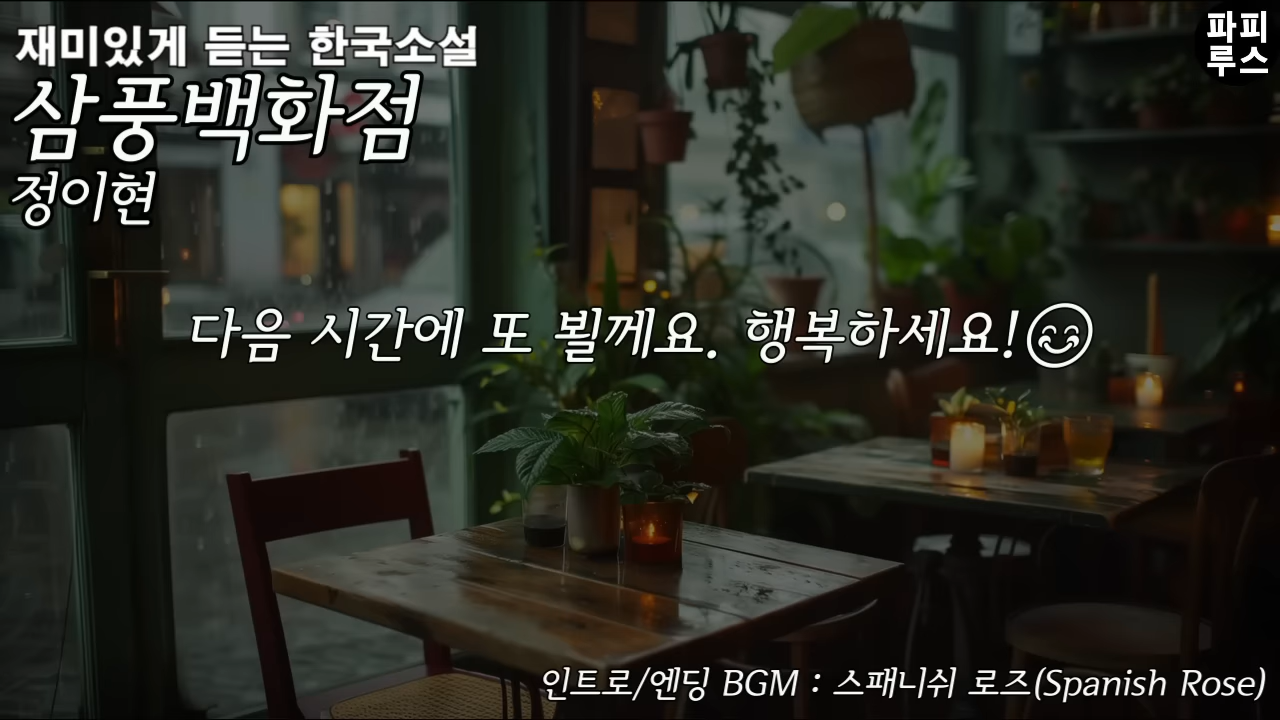 재미있게 듣는 한국소설
삼풍백화점
정이현
파피
루스
다음 시간에 또 뵐께요. 행복하세요!😊
인트로/엔딩 BGM : 스패니쉬 로즈(Spanish Rose)